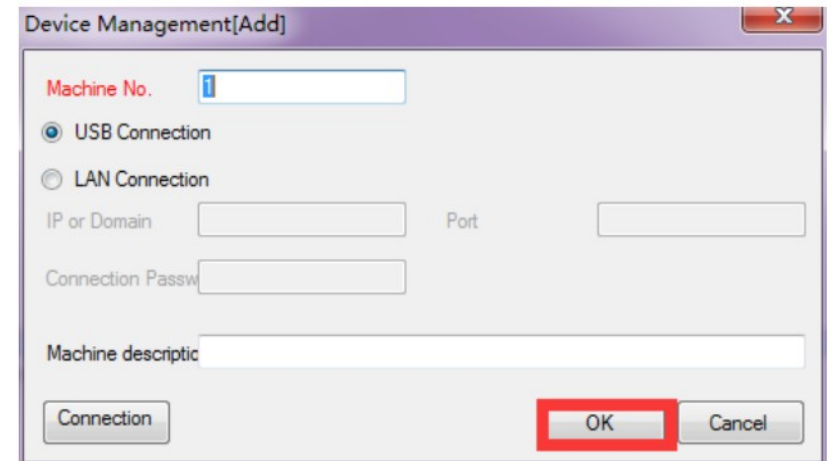 Device Management[Add]
Machine No. 1
USB Connection
LAN Connection
IP or Domain Port
Connection Passw
Machine descriptic
Connection OK Cancel